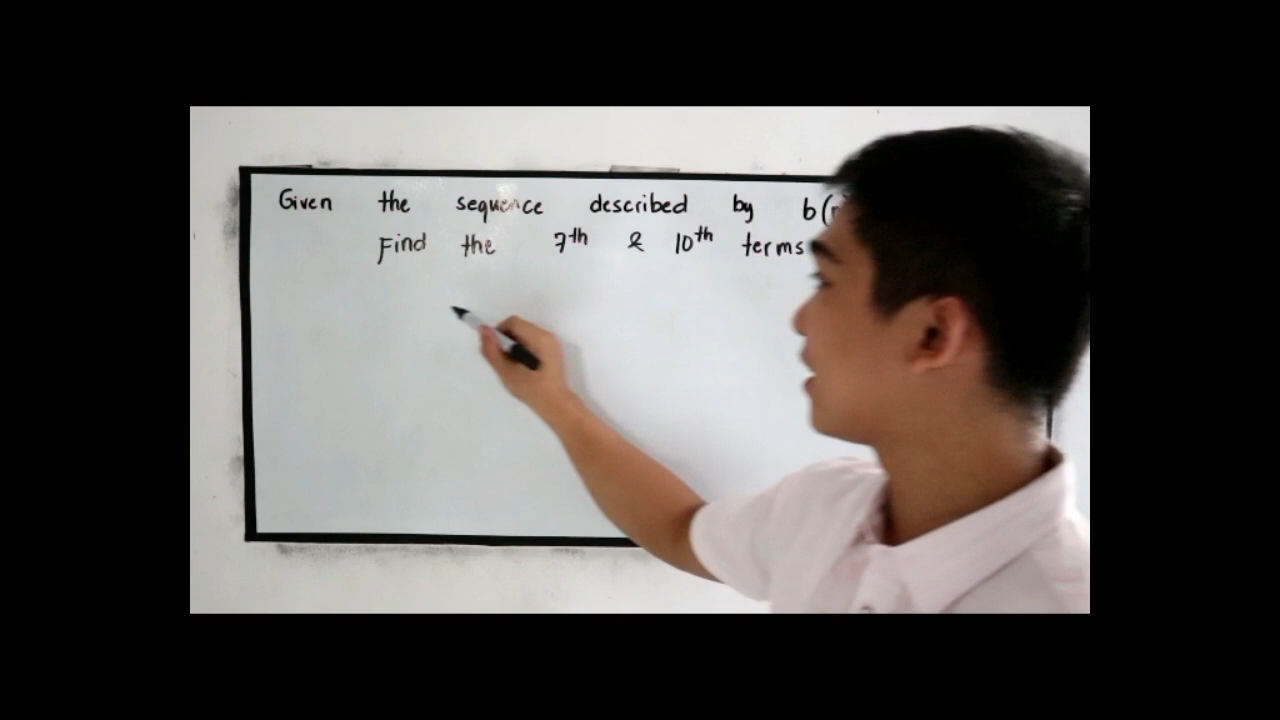 Given the sequence described by b(n
Find the 7th & 10th terms